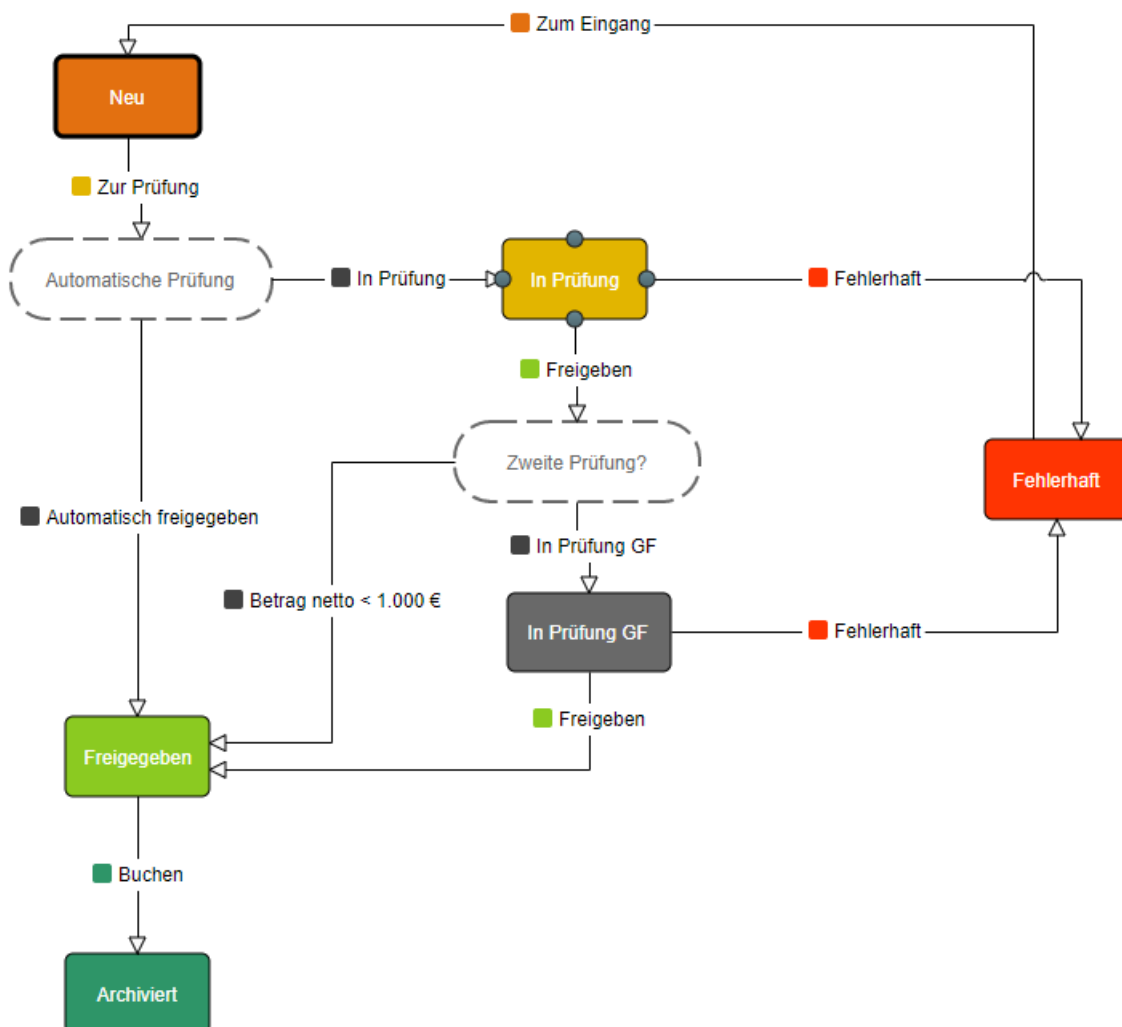 Zum Eingang
Neu
Zur Prüfung
Automatische Prüfung
In Prüfung
In Prüfung
Fehlerhaft
Freigeben
Zweite Prüfung?
Fehlerhaft
Automatisch freigegeben
In Prüfung GF
Betrag netto < 1.000 €
In Prüfung GF
Fehlerhaft
Freigeben
Freigegeben
Buchen
Archiviert